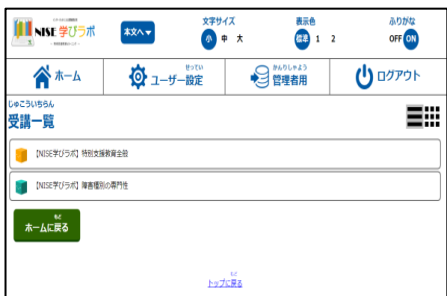 NISE 学びラボ
本文へ
文字サイズ
小 中 大
表示色
標準 1 2
ふりがな
OFF ON
ホーム
せってい
ユーザー設定
かんりしゃよう
管理者用
ログアウト
じゅこういちらん
受講一覧
【NISE学びラボ】特別支援教育全般
【NISE学びラボ】障害種別の専門性
もど
ホームに戻る
もど
トップに戻る